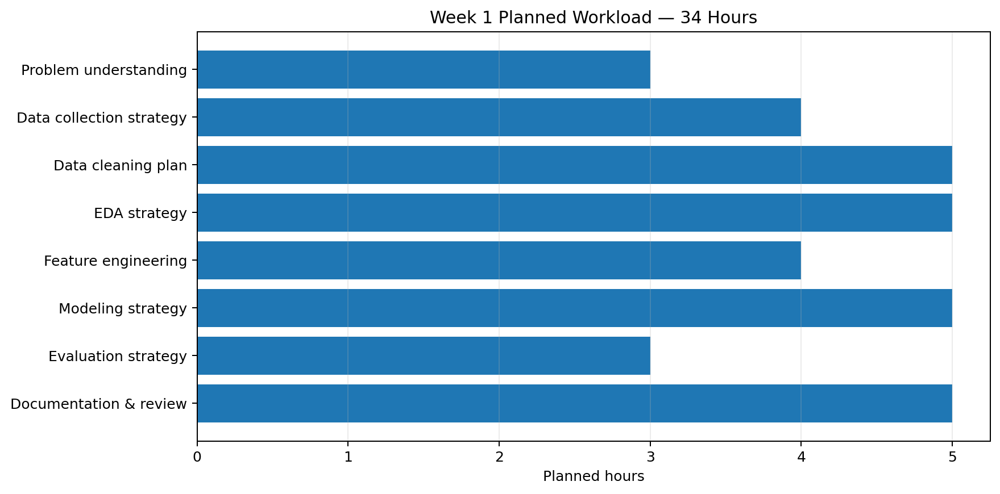 Week 1 Planned Workload — 34 Hours
Problem understanding
Data collection strategy
Data cleaning plan
EDA strategy
Feature engineering
Modeling strategy
Evaluation strategy
Documentation & review
0 1 2 3 4 5
Planned hours